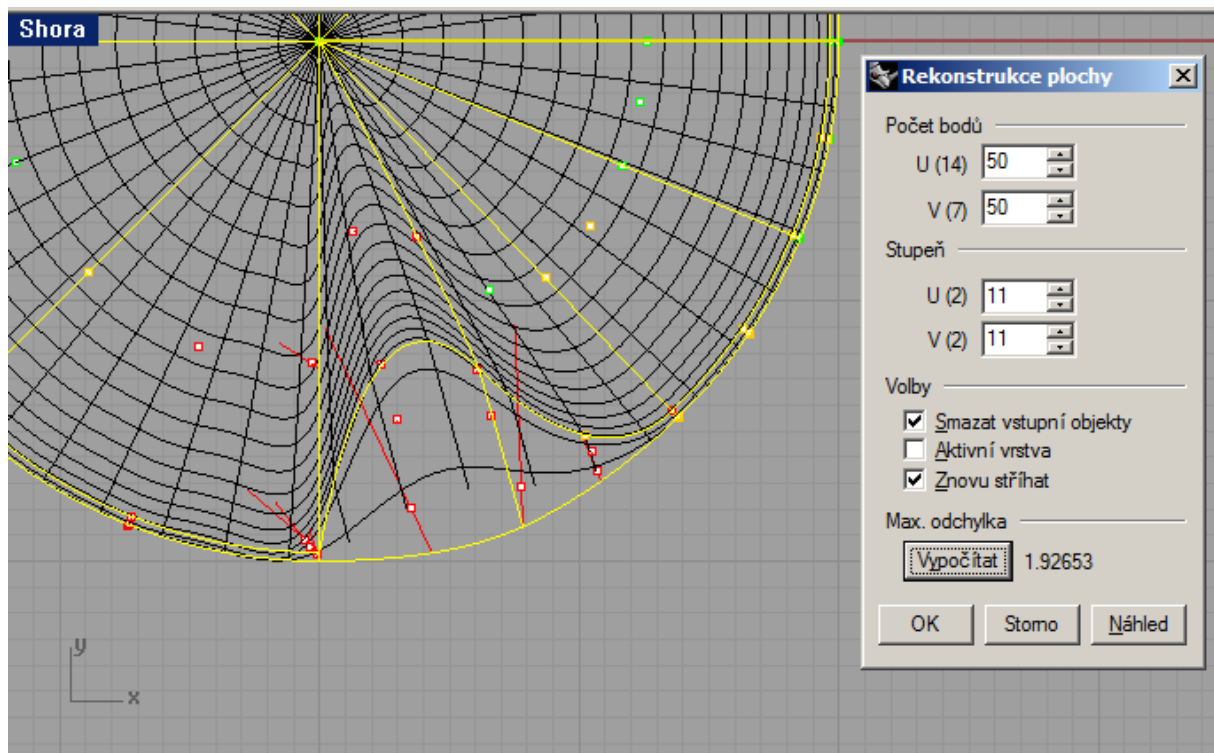 Shora
Rekonstrukce plochy
Počet bodů
U (14) 50
V (7) 50
Stupeň
U (2) 11
V (2) 11
Volby
Smazat vstupní objekty
Aktivní vrstva
Znovu stříhat
Max. odchylka
Vypočítat 1.92653
OK Storno Náhled
y
x